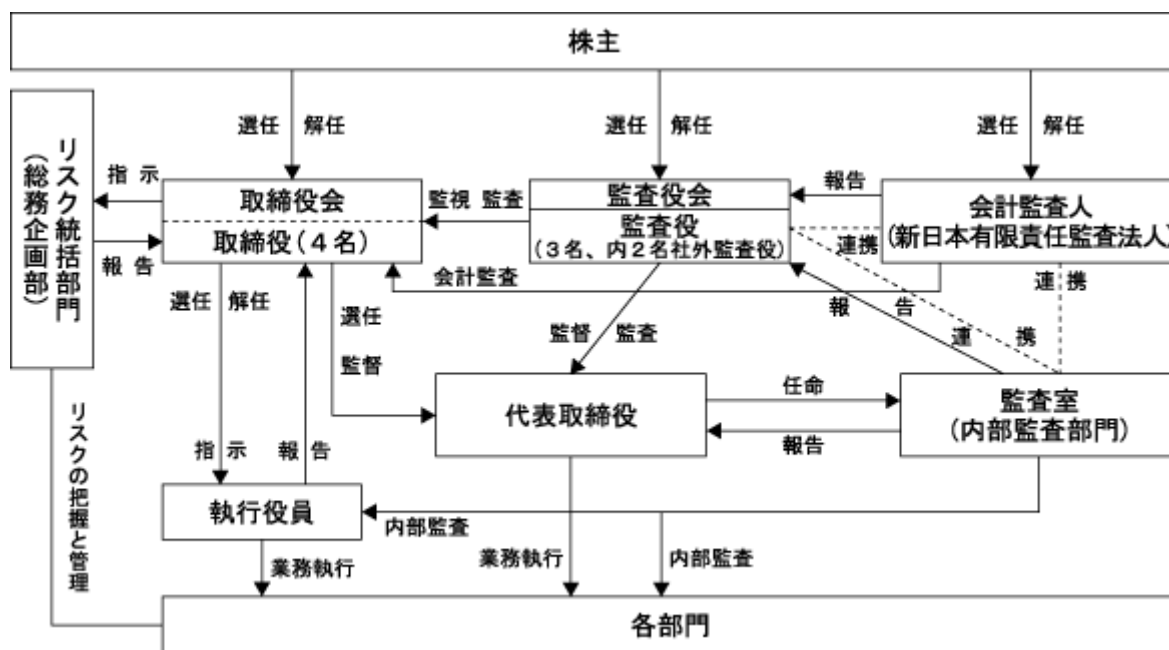 株主
選任 解任
選任 解任
選任 解任
リスク統括部門
（総務企画部）
指 示
報 告
取締役会
取締役（４名）
監視 監査
監査役会
監査役
（３名、内２名社外監査役）
報告
会計監査人
（新日本有限責任監査法人）
連携
連 携
会計監査
選任 解任
選任
監督
監督 監査
報 告
連 携
代表取締役
任命
報告
監査室
（内部監査部門）
指示 報告
執行役員
内部監査
リスクの把握と管理
業務執行
業務執行
内部監査
各部門